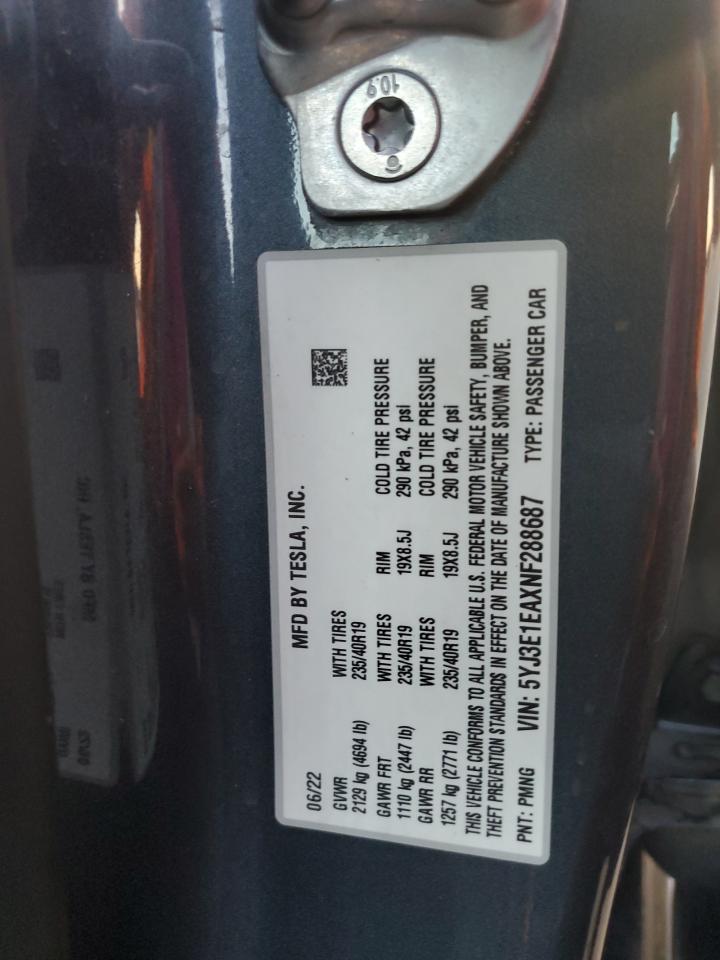 10.9
06/22 MFD BY TESLA, INC.
GVWR WITH TIRES
2129 kg (4694 lb) 235/40R19
GAWR FRT WITH TIRES RIM COLD TIRE PRESSURE
1110 kg (2447 lb) 235/40R19 19X8.5J 290 kPa, 42 psi
GAWR RR WITH TIRES RIM COLD TIRE PRESSURE
1257 kg (2771 lb) 235/40R19 19X8.5J 290 kPa, 42 psi
THIS VEHICLE CONFORMS TO ALL APPLICABLE U.S. FEDERAL MOTOR VEHICLE SAFETY, BUMPER, AND
THEFT PREVENTION STANDARDS IN EFFECT ON THE DATE OF MANUFACTURE SHOWN ABOVE.
PNT: PMNG VIN: 5YJ3E1EAXNF288687 TYPE: PASSENGER CAR